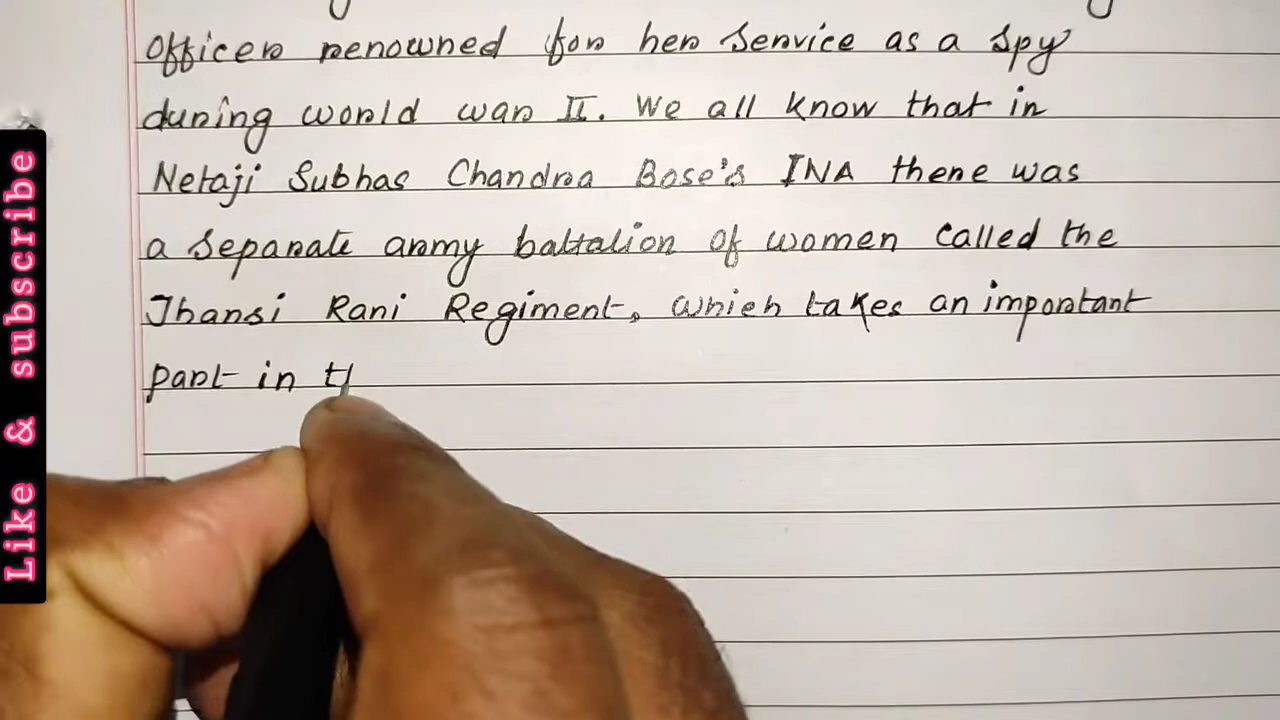 officer renowned for her service as a spy
during world war II. We all know that in
Netaji Subhas Chandra Bose's INA there was
a separate army battalion of women called the
Jhansi Rani Regiment, which takes an important
part in th
Like & subscribe